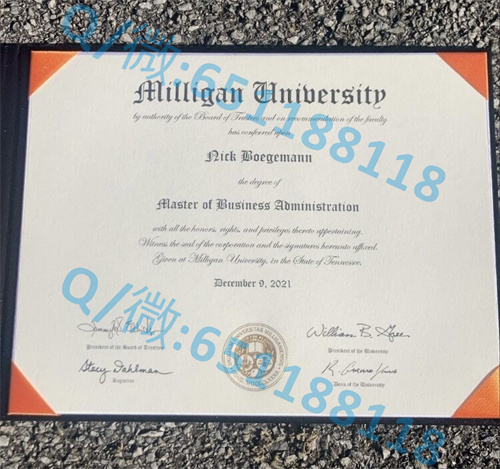 Milligan University
by authority of the Board of Trustees and on recommendation of the faculty
has conferred upon
Nick Boegemann
the degree of
Master of Business Administration
with all the honors, rights, and privileges thereto appertaining.
Witness the seal of the corporation and the signatures hereunto affixed.
Given at Milligan University, in the State of Tennessee,
December 9, 2021
President of the Board of Trustees
William B. Greer
President of the University
Stacy Dahlman
Registrar
Dean of the University
Q/微:651188118
Q/微:651188118